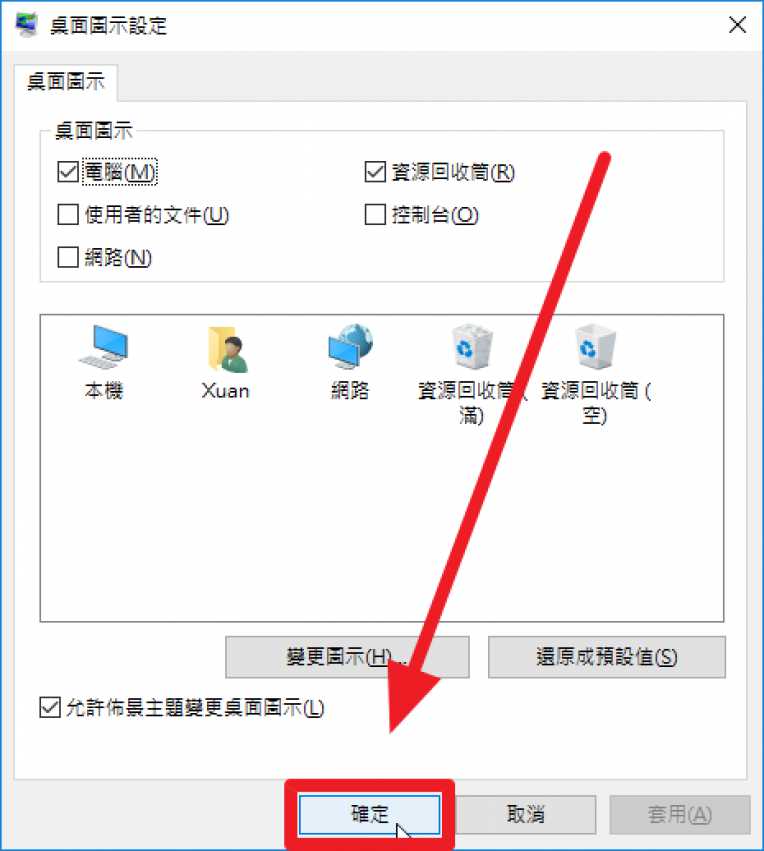 桌面圖示設定
桌面圖示
桌面圖示
電腦(M)
資源回收筒(R)
使用者的文件(U)
控制台(O)
網路(N)
本機
Xuan
網路
資源回收筒 (
滿)
資源回收筒 (
空)
變更圖示(H)...
還原成預設值(S)
允許佈景主題變更桌面圖示(L)
確定
取消
套用(A)